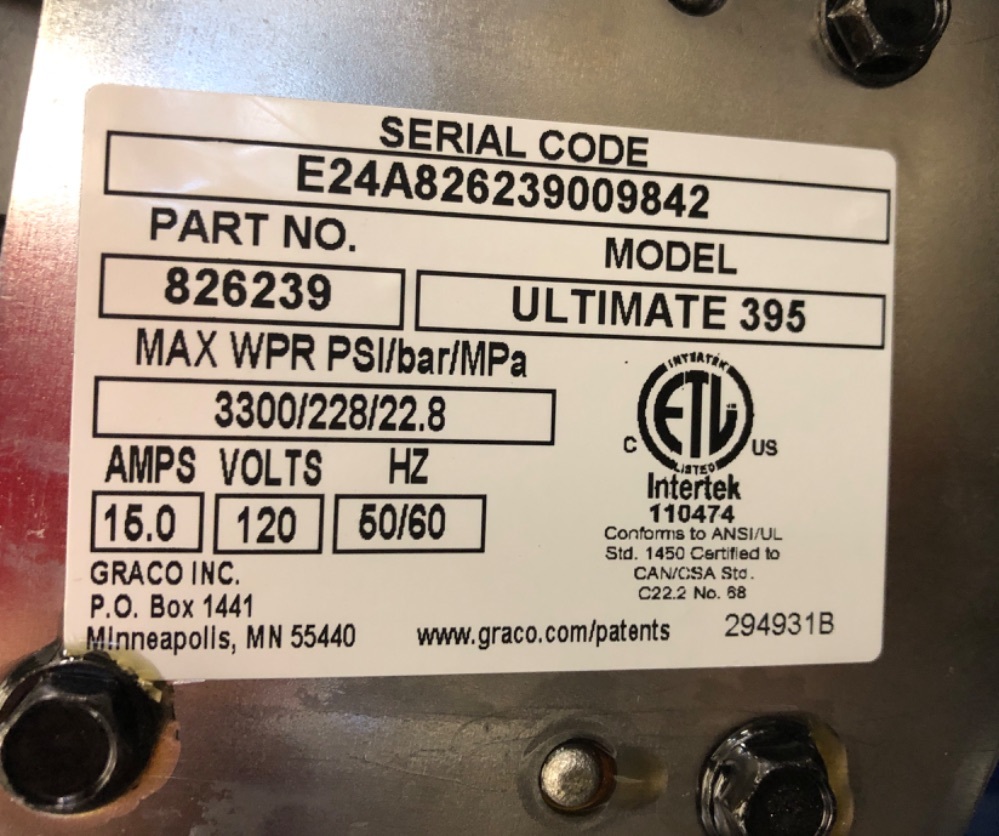 SERIAL CODE
E24A826239009842
PART NO.
MODEL
826239
ULTIMATE 395
MAX WPR PSI/bar/MPa
3300/228/22.8
AMPS VOLTS HZ
15.0 120 50/60
INTERTEK
ETL
C US
LISTED
Intertek
110474
Conforms to ANSI/UL
Std. 1450 Certified to
CAN/CSA Std.
C22.2 No. 68
GRACO INC.
P.O. Box 1441
Minneapolis, MN 55440
www.graco.com/patents
294931B